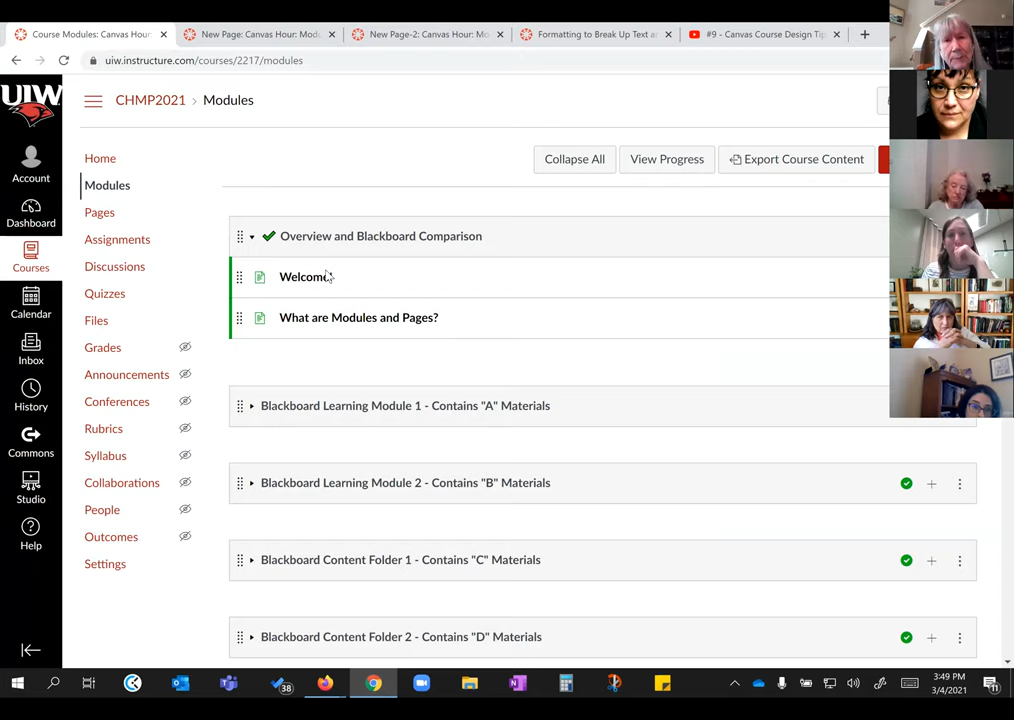 Course Modules: Canvas Hour:
New Page: Canvas Hour: Mod
New Page-2: Canvas Hour: Mo
Formatting to Break Up Text a
#9 - Canvas Course Design Tip
uiw.instructure.com/courses/2217/modules
UIW
CHMP2021 › Modules
Account
Dashboard
Courses
Calendar
Inbox
History
Commons
Studio
Help
Home
Modules
Pages
Assignments
Discussions
Quizzes
Files
Grades
Announcements
Conferences
Rubrics
Syllabus
Collaborations
People
Outcomes
Settings
Collapse All
View Progress
Export Course Content
Overview and Blackboard Comparison
Welcome!
What are Modules and Pages?
Blackboard Learning Module 1 - Contains "A" Materials
Blackboard Learning Module 2 - Contains "B" Materials
Blackboard Content Folder 1 - Contains "C" Materials
Blackboard Content Folder 2 - Contains "D" Materials
38
3:49 PM
3/4/2021
11